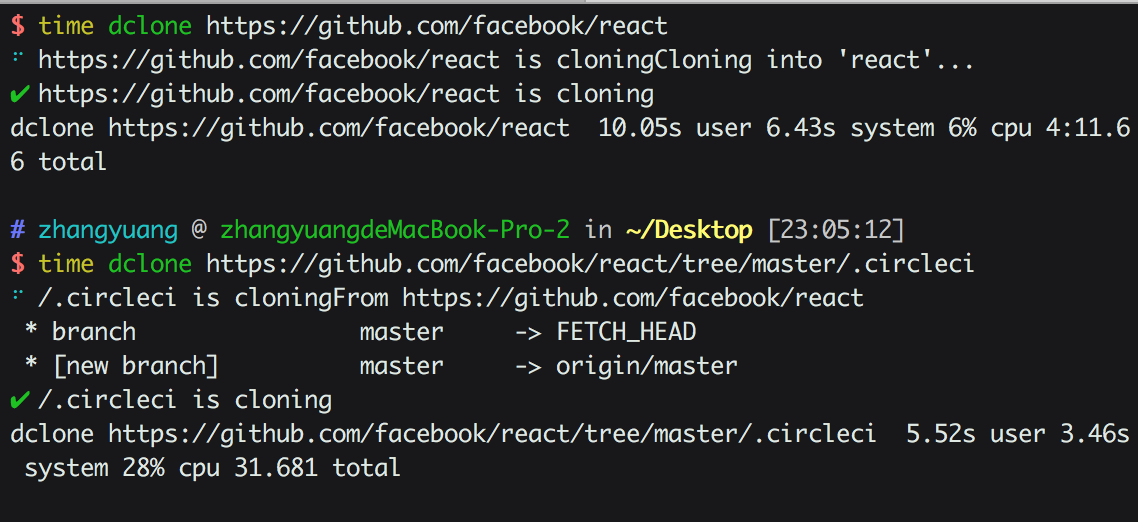 $ time dclone https://github.com/facebook/react
⠋ https://github.com/facebook/react is cloningCloning into 'react'...
✔ https://github.com/facebook/react is cloning
dclone https://github.com/facebook/react  10.05s user 6.43s system 6% cpu 4:11.6
6 total
# zhangyuang @ zhangyuangdeMacBook-Pro-2 in ~/Desktop [23:05:12]
$ time dclone https://github.com/facebook/react/tree/master/.circleci
⠋ /.circleci is cloningFrom https://github.com/facebook/react
 * branch                master     -> FETCH_HEAD
 * [new branch]          master     -> origin/master
✔ /.circleci is cloning
dclone https://github.com/facebook/react/tree/master/.circleci  5.52s user 3.46s
 system 28% cpu 31.681 total